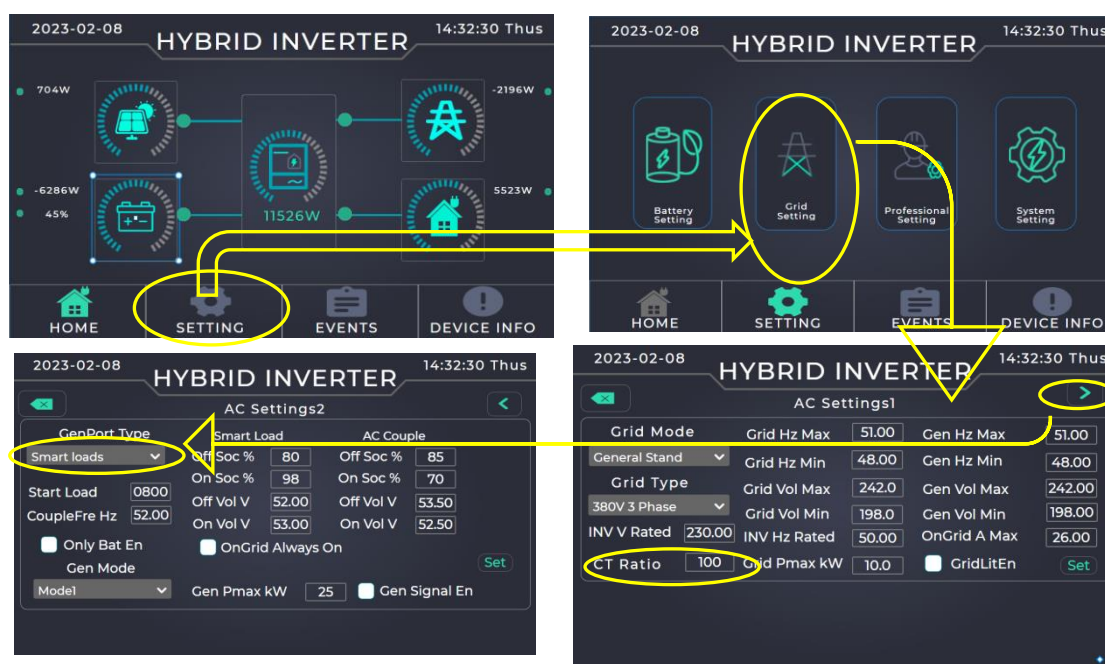 2023-02-08
HYBRID INVERTER
14:32:30 Thus
704W
-2196W
-6286W
45%
11526W
5523W
HOME
SETTING
EVENTS
DEVICE INFO
2023-02-08
HYBRID INVERTER
14:32:30 Thus
Battery
Setting
Grid
Setting
Professional
Setting
System
Setting
HOME
SETTING
EVENTS
DEVICE INFO
2023-02-08
HYBRID INVERTER
14:32:30 Thus
AC Settings2
<
GenPort Type Smart Load AC Couple
Smart loads Off Soc % 80 Off Soc % 85
On Soc % 98 On Soc % 70
Start Load 0800 Off Vol V 52.00 Off Vol V 53.50
CoupleFre Hz 52.00 On Vol V 53.00 On Vol V 52.50
Only Bat En OnGrid Always On
Gen Mode Set
Mode1 Gen Pmax kW 25 Gen Signal En
2023-02-08
HYBRID INVERTER
14:32:30 Thus
AC Settings1
>
Grid Mode Grid Hz Max 51.00 Gen Hz Max 51.00
General Stand Grid Hz Min 48.00 Gen Hz Min 48.00
Grid Type Grid Vol Max 242.0 Gen Vol Max 242.00
380V 3 Phase Grid Vol Min 198.0 Gen Vol Min 198.00
INV V Rated 230.00 INV Hz Rated 50.00 OnGrid A Max 26.00
CT Ratio 100 Grid Pmax kW 10.0 GridLitEn Set